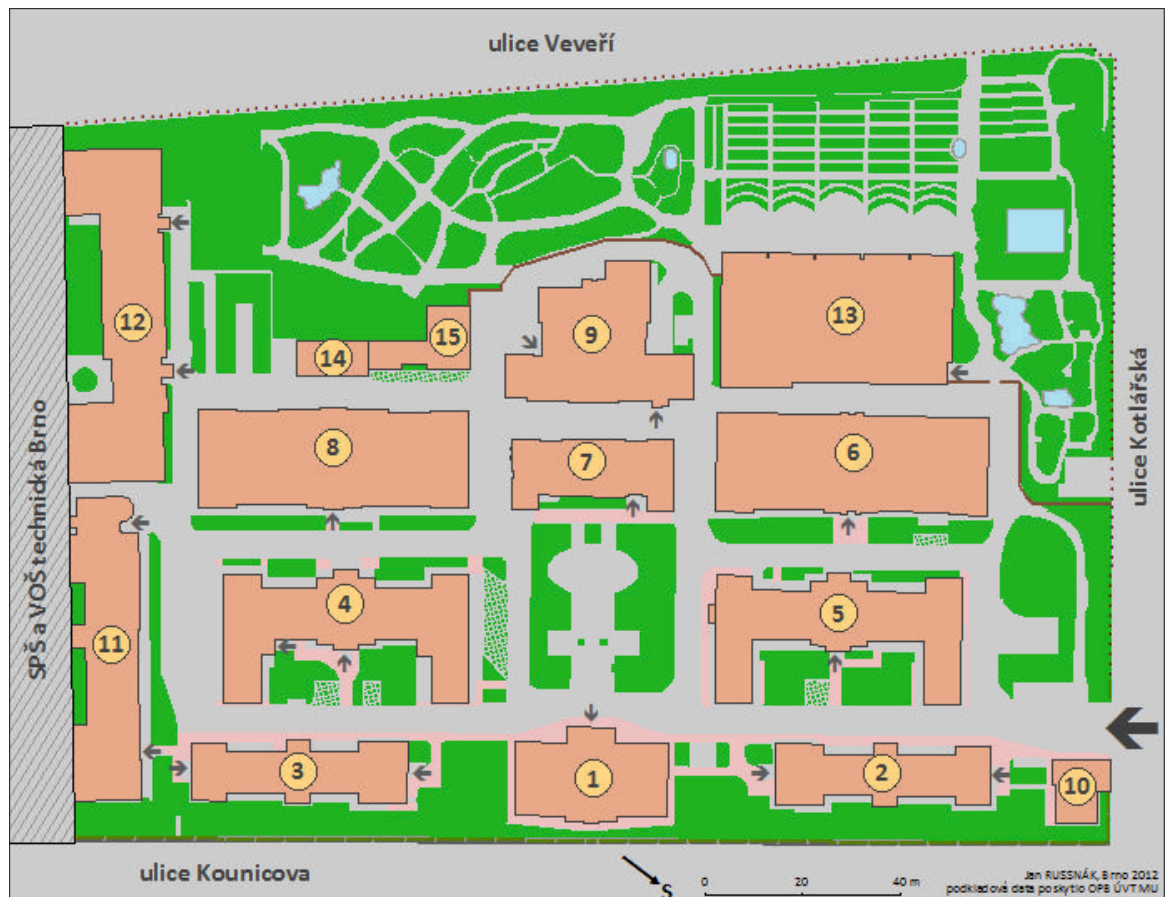 ulice Veveří
12
14
15
9
13
8
7
6
SPŠ a VOŠ technická Brno
ulice Kotlářská
4
5
11
3
1
2
10
ulice Kounicova
S
0 20 40 m
Jan RUSSNÁK, Brno 2012
podkladová data poskytlo OPB ÚVT MU